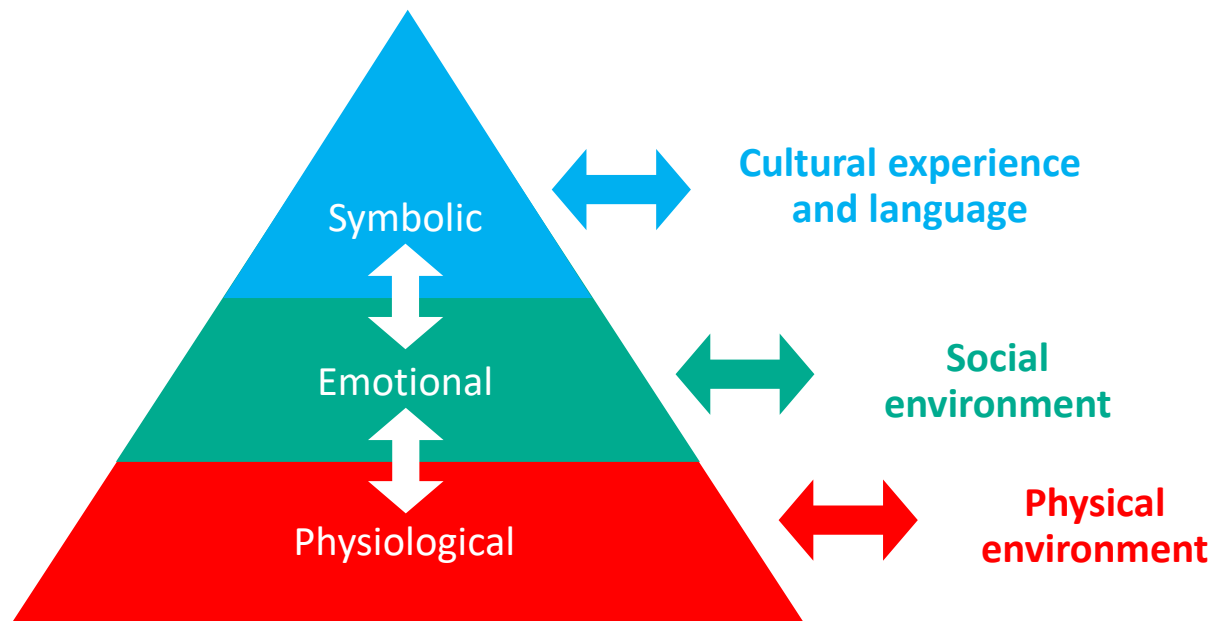 Symbolic
Cultural experience
and language
Emotional
Social
environment
Physiological
Physical
environment